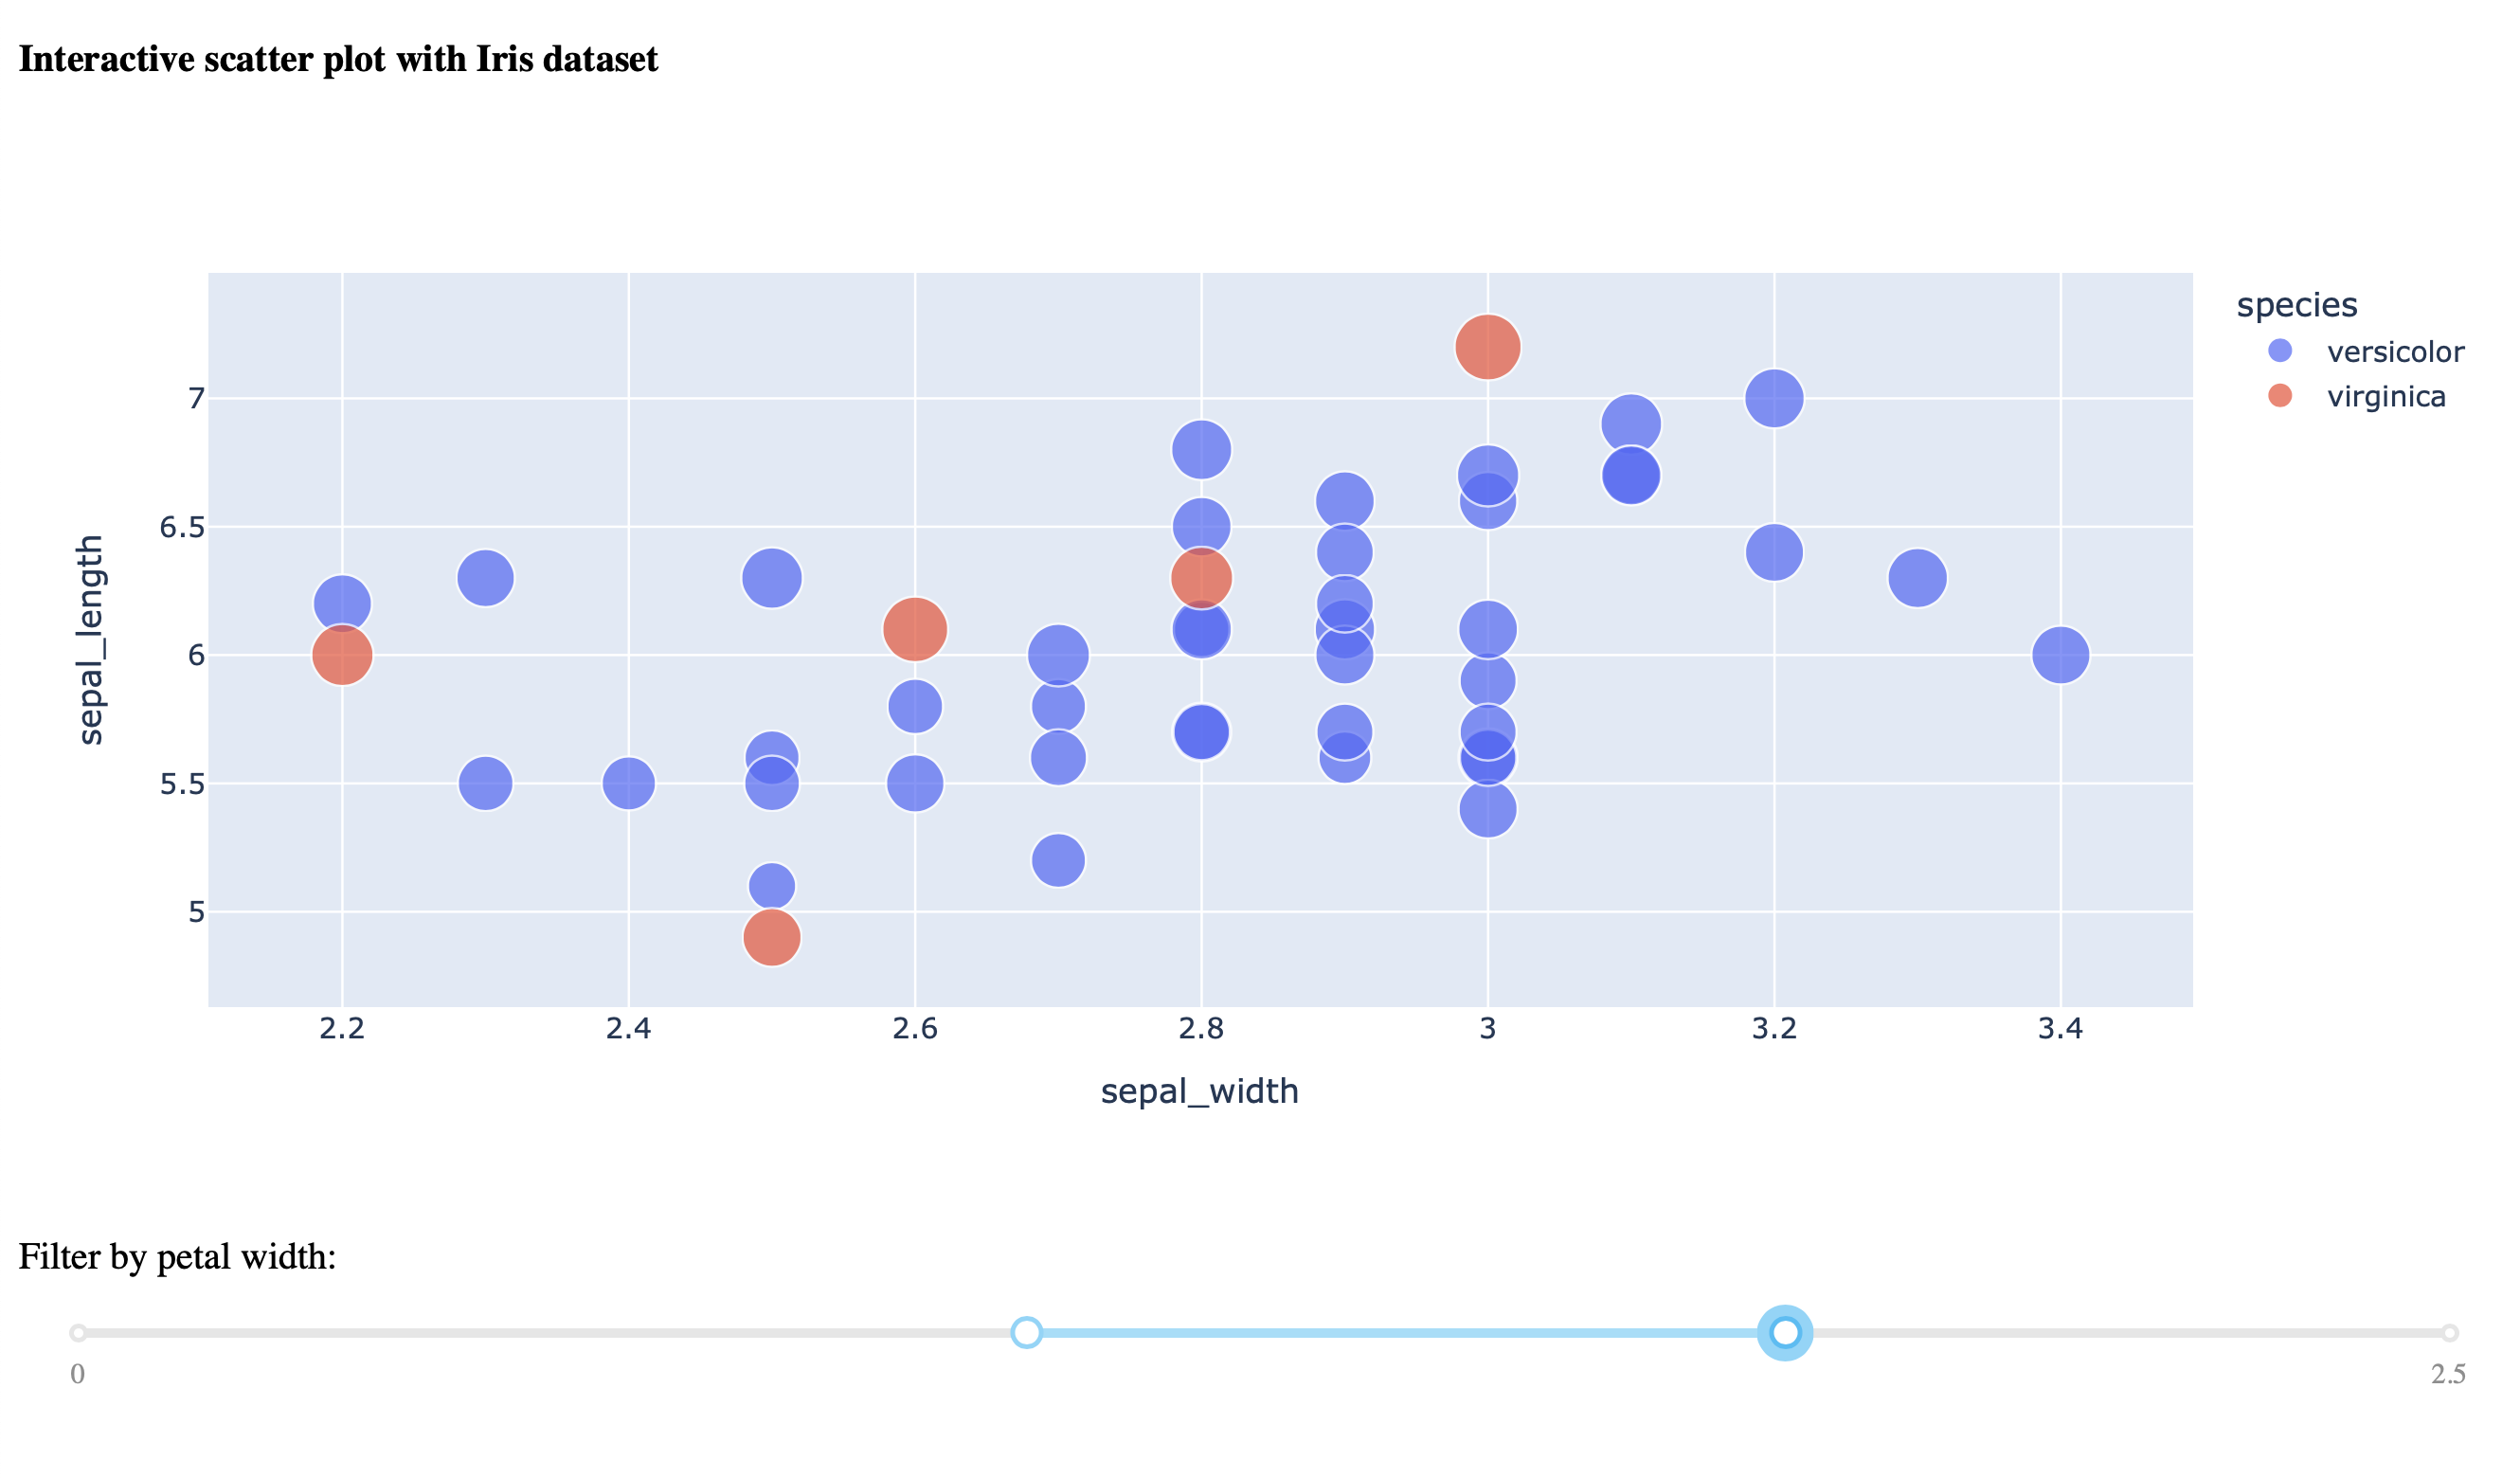 Interactive scatter plot with Iris dataset
species
versicolor
virginica
sepal_length
7
6.5
6
5.5
5
2.2 2.4 2.6 2.8 3 3.2 3.4
sepal_width
Filter by petal width:
0 2.5